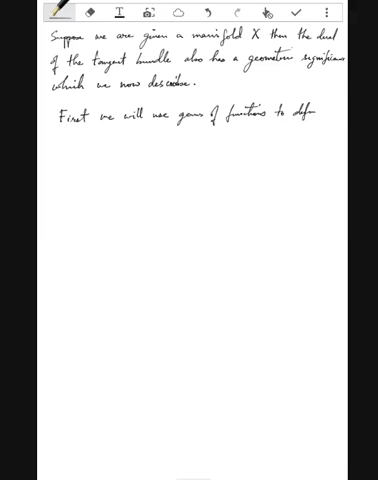 Suppose we are given a manifold X then the dual
of the tangent bundle also has a geometric significance
which we now describe.
First we will use germs of functions to defin